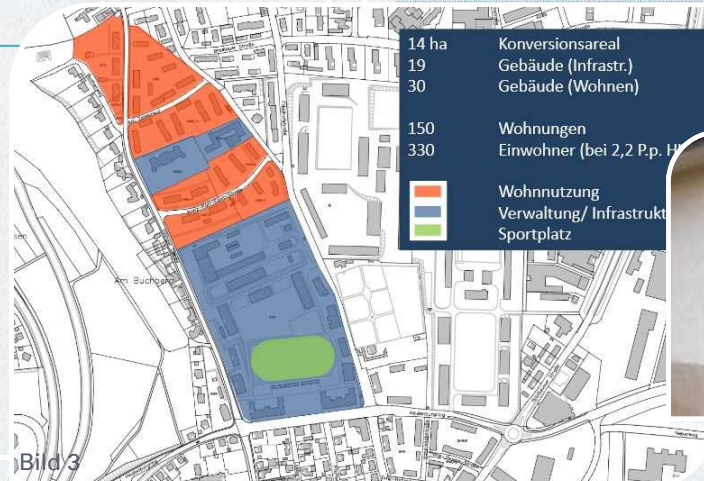 14 ha Konversionsareal
19 Gebäude (Infrastr.)
30 Gebäude (Wohnen)
150 Wohnungen
330 Einwohner (bei 2,2 P.p. H
Wohnnutzung
Verwaltung/ Infrastrukt
Sportplatz
Am Buchberg
Bild 3